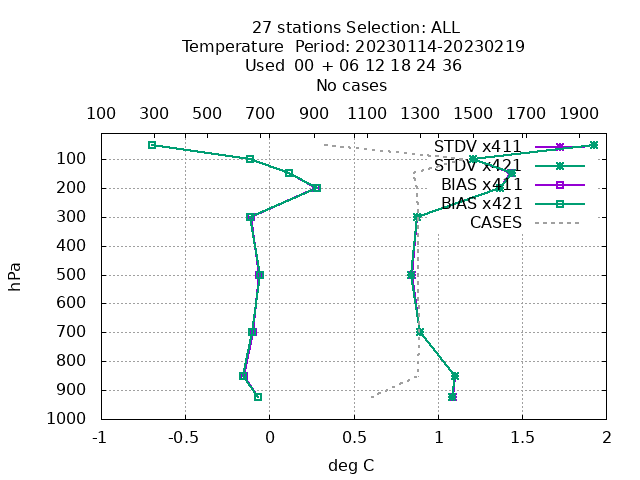 27 stations Selection: ALL
Temperature  Period: 20230114-20230219
Used  00 + 06 12 18 24 36
No cases
100 300 500 700 900 1100 1300 1500 1700 1900
STDV x411
STDV x421
BIAS x411
BIAS x421
CASES
100
200
300
400
500
600
700
800
900
1000
hPa
-1 -0.5 0 0.5 1 1.5 2
deg C